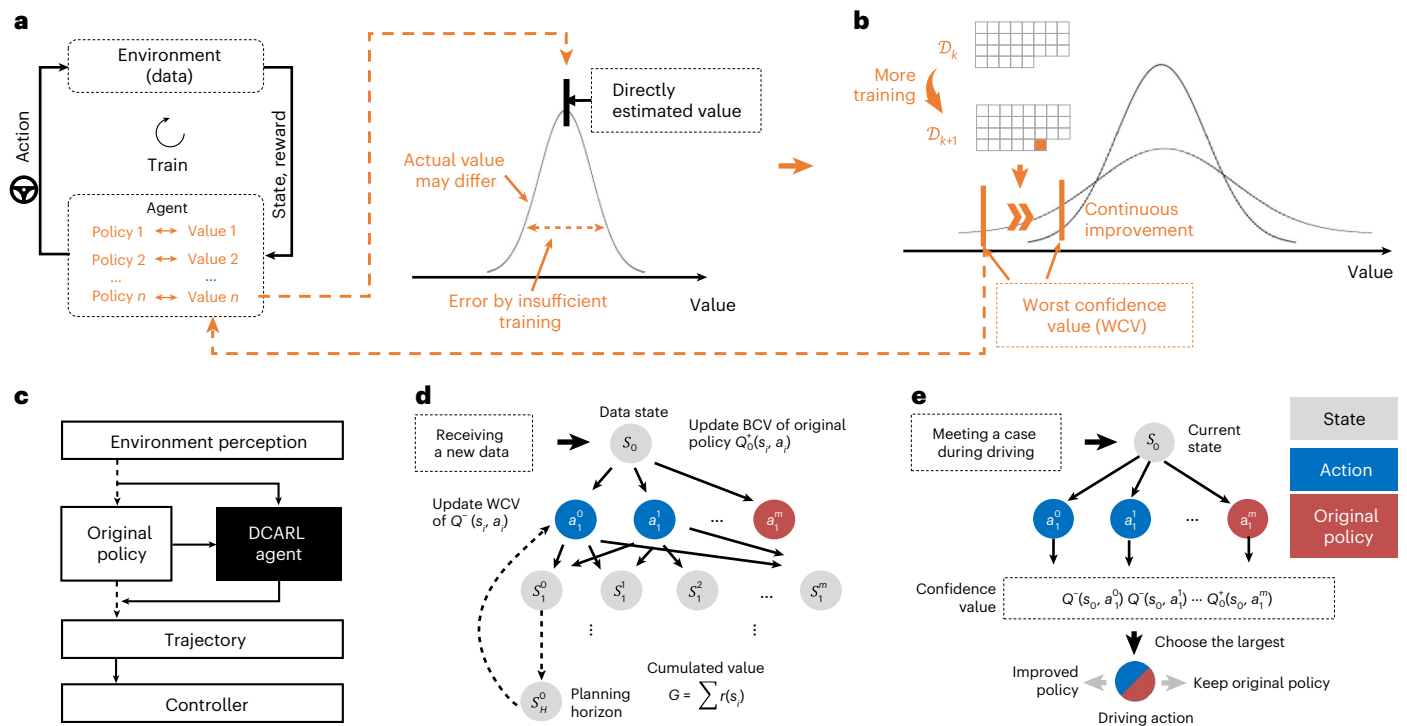 a
Environment
(data)
Action
Train
State, reward
Agent
Policy 1 ↔ Value 1
Policy 2 ↔ Value 2
... ...
Policy n ↔ Value n
Directly
estimated value
Actual value
may differ
Error by insufficient
training
Value
b
𝒟k
More
training
𝒟k+1
Continuous
improvement
Value
Worst confidence
value (WCV)
c
Environment perception
Original
policy
DCARL
agent
Trajectory
Controller
d
Receiving
a new data
Data state
S0
Update BCV of original
policy Q0+(si, ai)
Update WCV
of Q−(si, ai)
a10 a11 ... a1m
S10 S11 S12 ... S1m
⋮ ⋮
SH0
Planning
horizon
Cumulated value
G = ∑ r(si)
e
Meeting a case
during driving
S0
Current
state
a10 a11 ... a1m
Confidence
value
Q−(s0, a10) Q−(s0, a11) ··· Q0+(s0, a1m)
Choose the largest
Improved
policy
Keep original policy
Driving action
State
Action
Original
policy